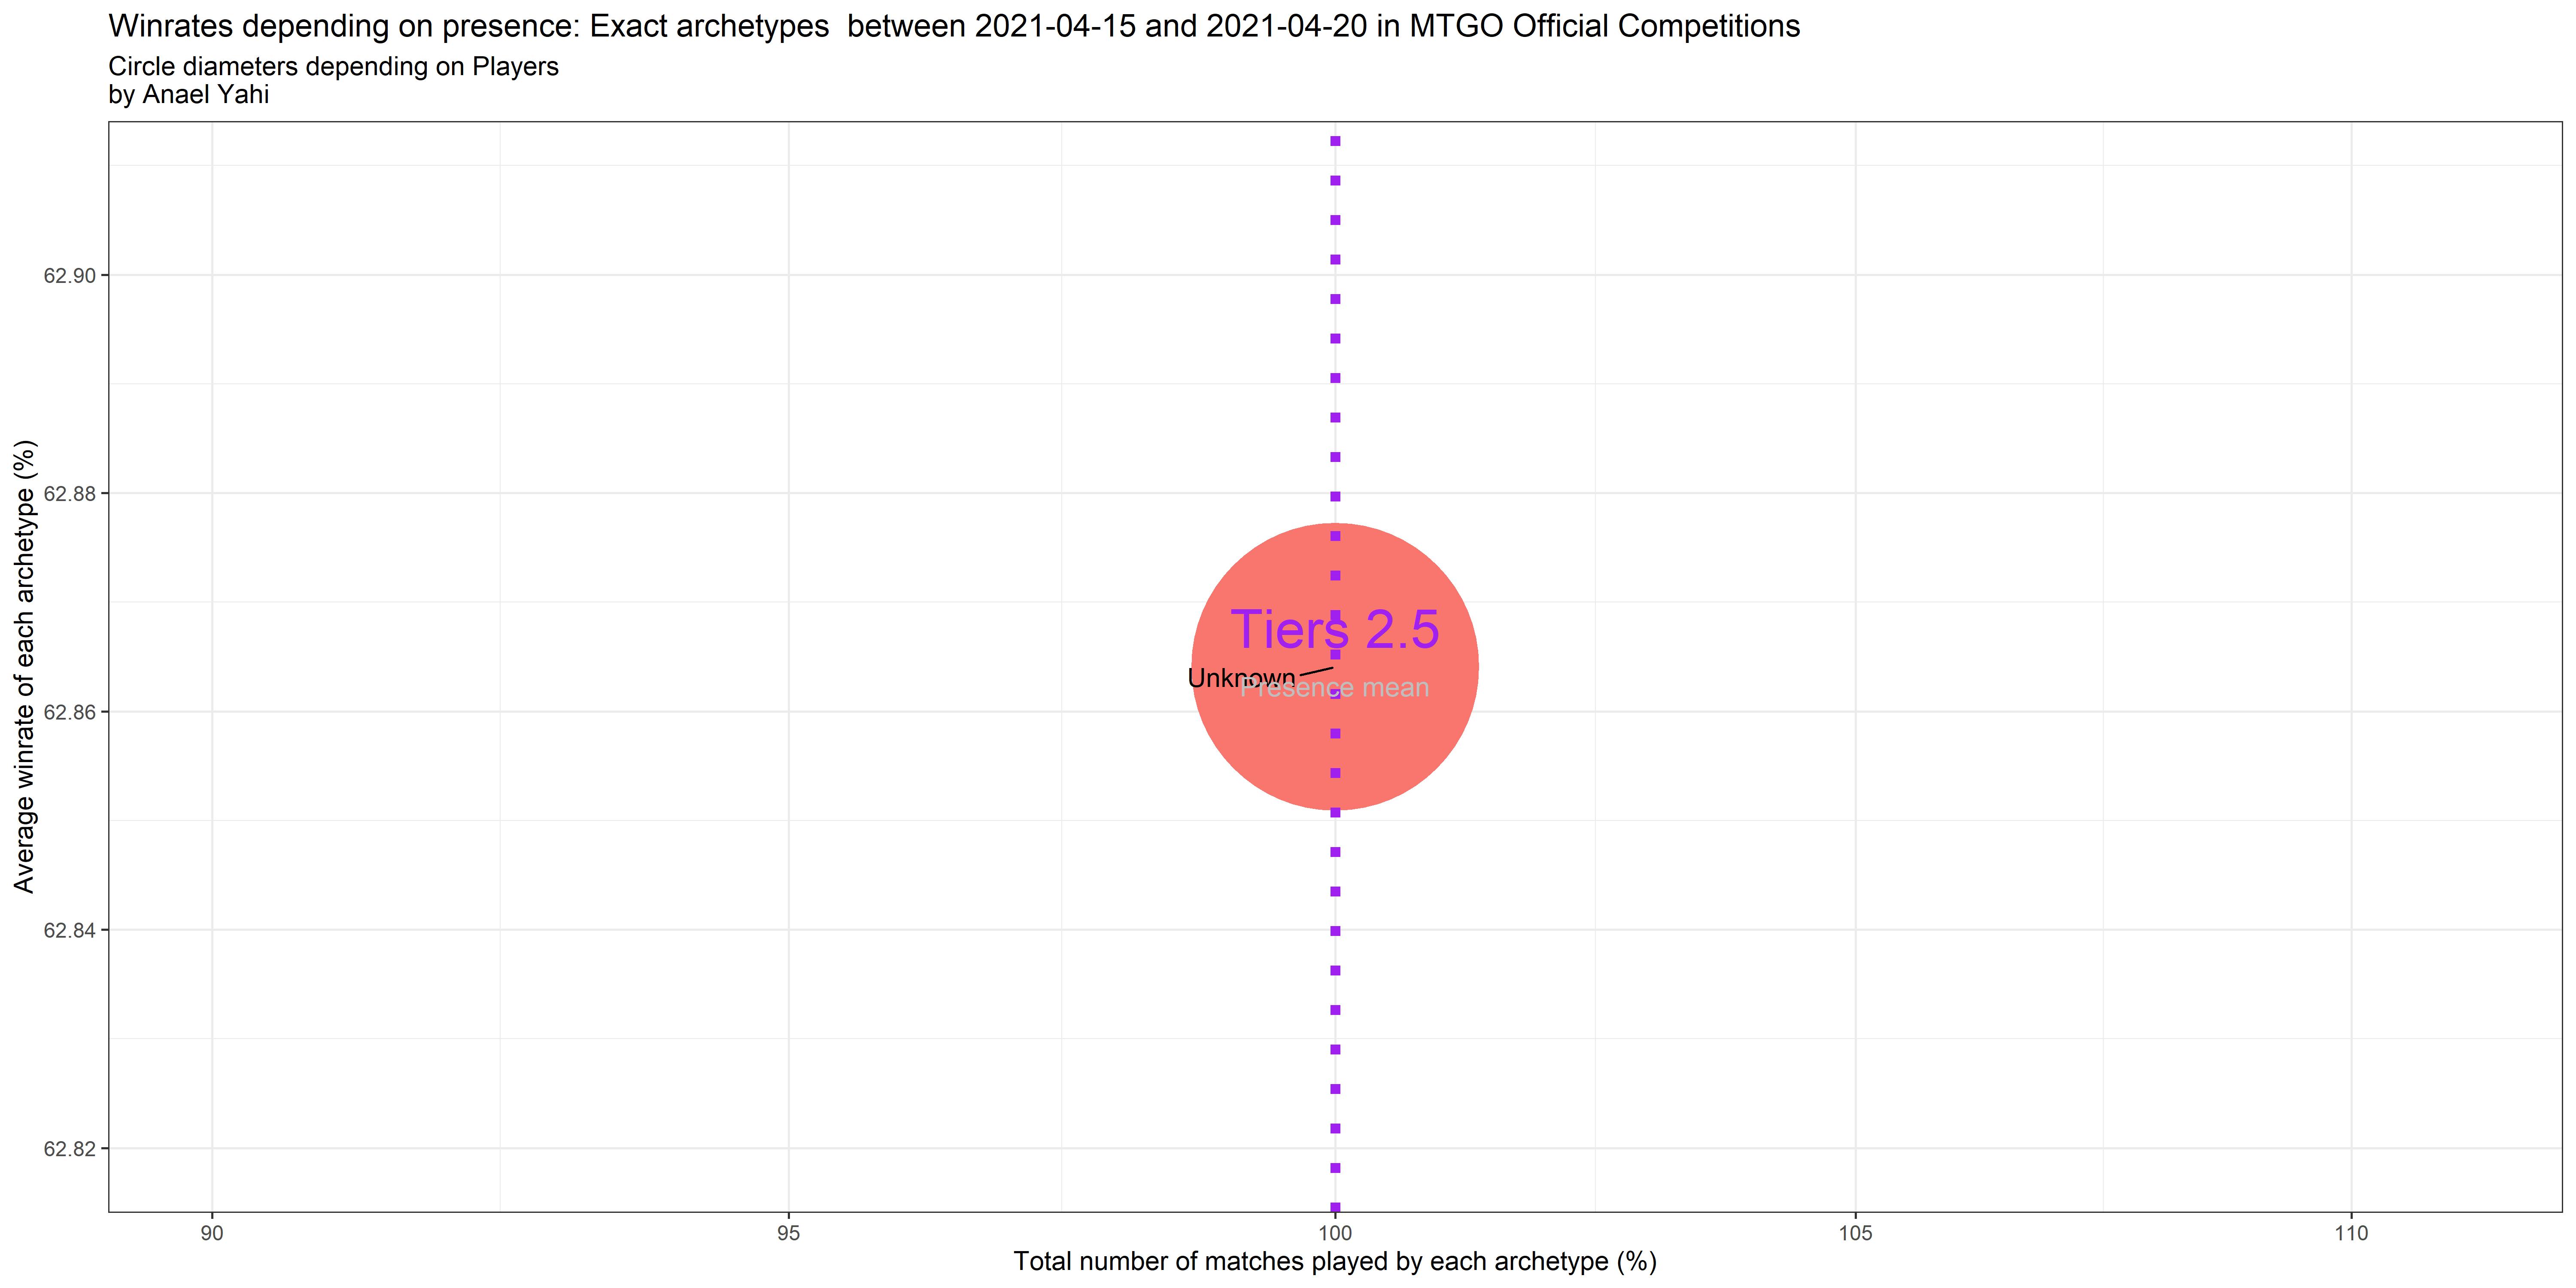 Winrates depending on presence: Exact archetypes  between 2021-04-15 and 2021-04-20 in MTGO Official Competitions
Circle diameters depending on Players
by Anael Yahi
Average winrate of each archetype (%)
62.90
62.88
62.86
62.84
62.82
Tiers 2.5
Unknown
Presence mean
90
95
100
105
110
Total number of matches played by each archetype (%)